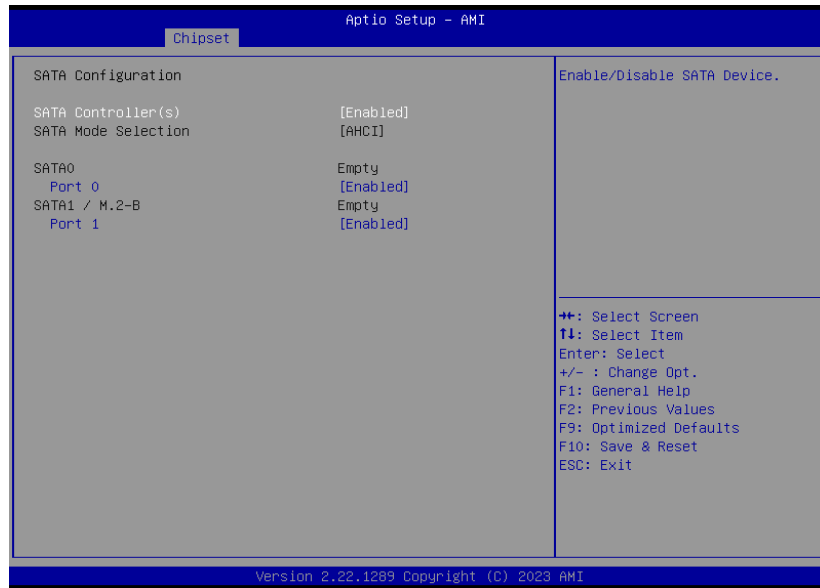 Aptio Setup - AMI
Chipset
SATA Configuration
SATA Controller(s) [Enabled]
SATA Mode Selection [AHCI]
SATA0 Empty
Port 0 [Enabled]
SATA1 / M.2-B Empty
Port 1 [Enabled]
Enable/Disable SATA Device.
→←: Select Screen
↑↓: Select Item
Enter: Select
+/- : Change Opt.
F1: General Help
F2: Previous Values
F9: Optimized Defaults
F10: Save & Reset
ESC: Exit
Version 2.22.1289 Copyright (C) 2023 AMI